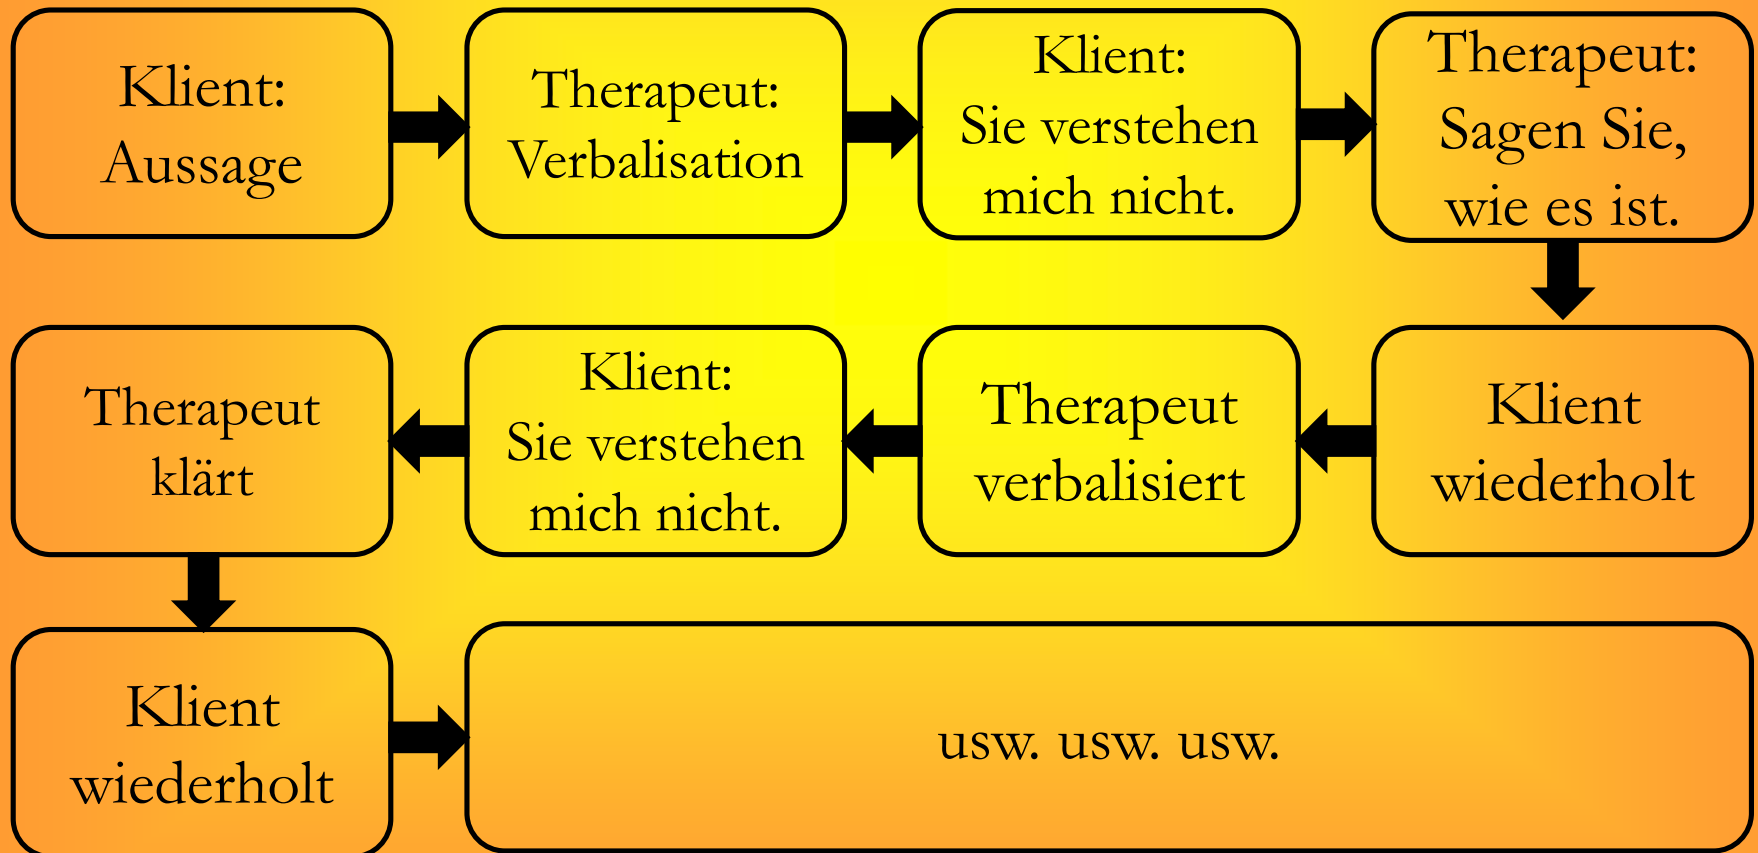 Klient:
Aussage
Therapeut:
Verbalisation
Klient:
Sie verstehen
mich nicht.
Therapeut:
Sagen Sie,
wie es ist.
Klient
wiederholt
Therapeut
verbalisiert
Klient:
Sie verstehen
mich nicht.
Therapeut
klärt
Klient
wiederholt
usw. usw. usw.